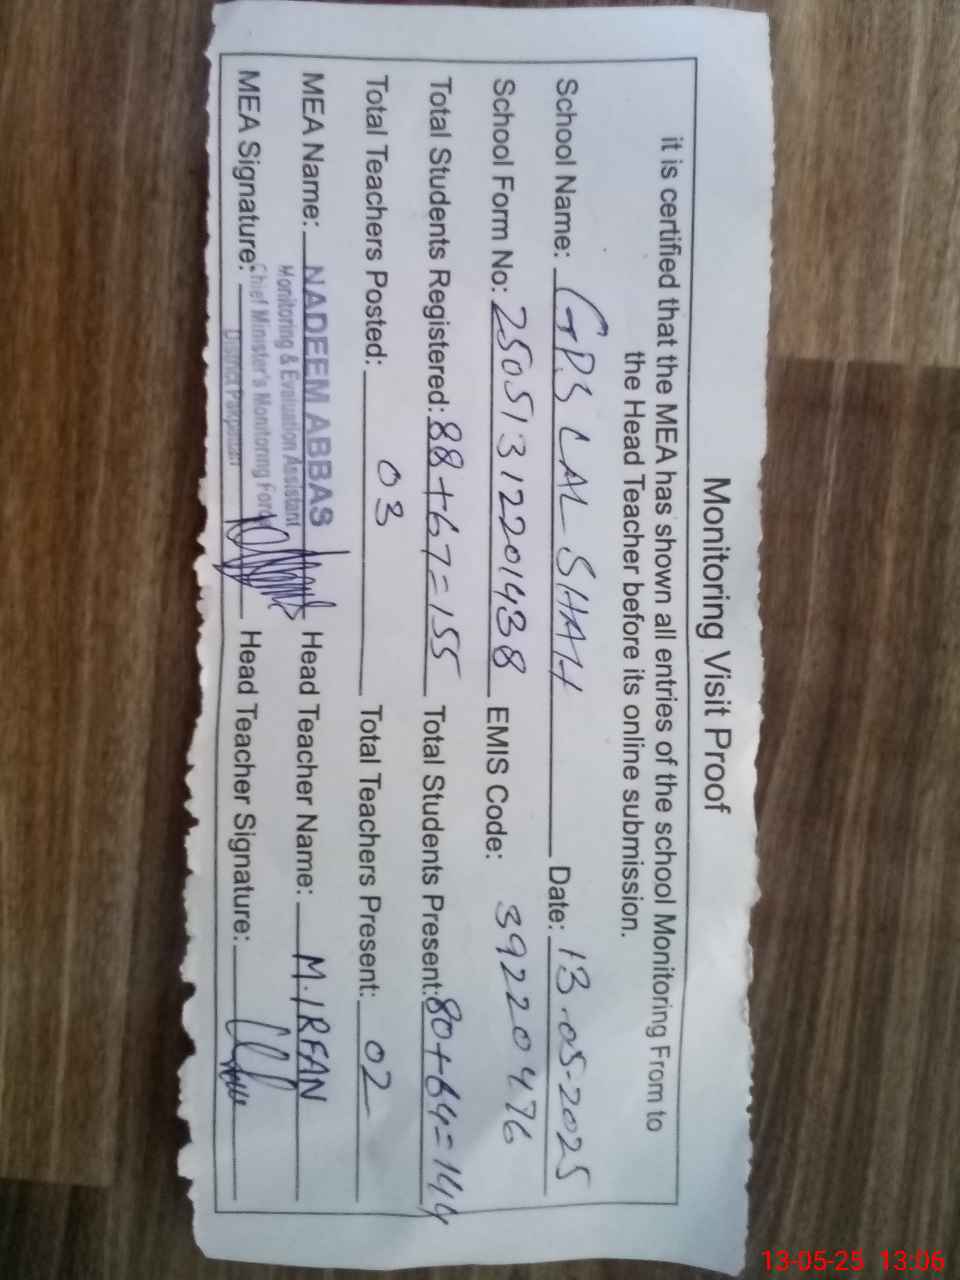 Monitoring Visit Proof
it is certified that the MEA has shown all entries of the school Monitoring From to
the Head Teacher before its online submission.
School Name: GPS LAL SHAH Date: 13-05-2025
School Form No: 25051312201438 EMIS Code: 39220476
Total Students Registered: 88+67=155 Total Students Present: 80+64=144
Total Teachers Posted: 03 Total Teachers Present: 02
MEA Name: NADEEM ABBAS Head Teacher Name: M.IRFAN
Monitoring & Evaluation Assistant
Chief Minister's Monitoring Force
MEA Signature: Head Teacher Signature:
District Pakpattan
13-05-25 13:06